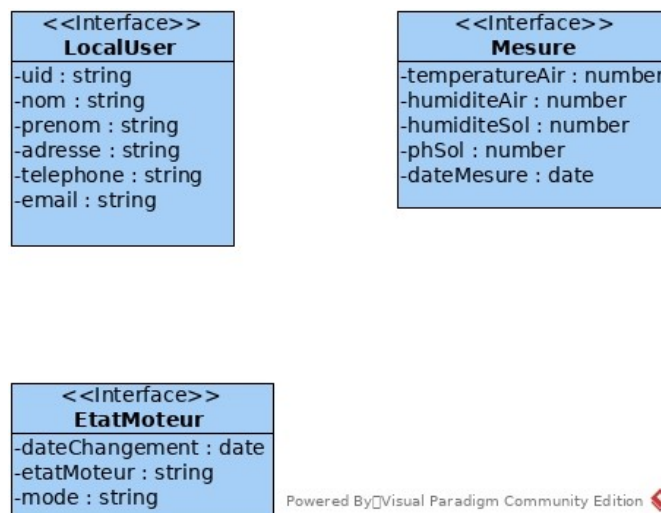 <<Interface>>
LocalUser
-uid : string
-nom : string
-prenom : string
-adresse : string
-telephone : string
-email : string
<<Interface>>
Mesure
-temperatureAir : number
-humiditeAir : number
-humiditeSol : number
-phSol : number
-dateMesure : date
<<Interface>>
EtatMoteur
-dateChangement : date
-etatMoteur : string
-mode : string
Powered By Visual Paradigm Community Edition